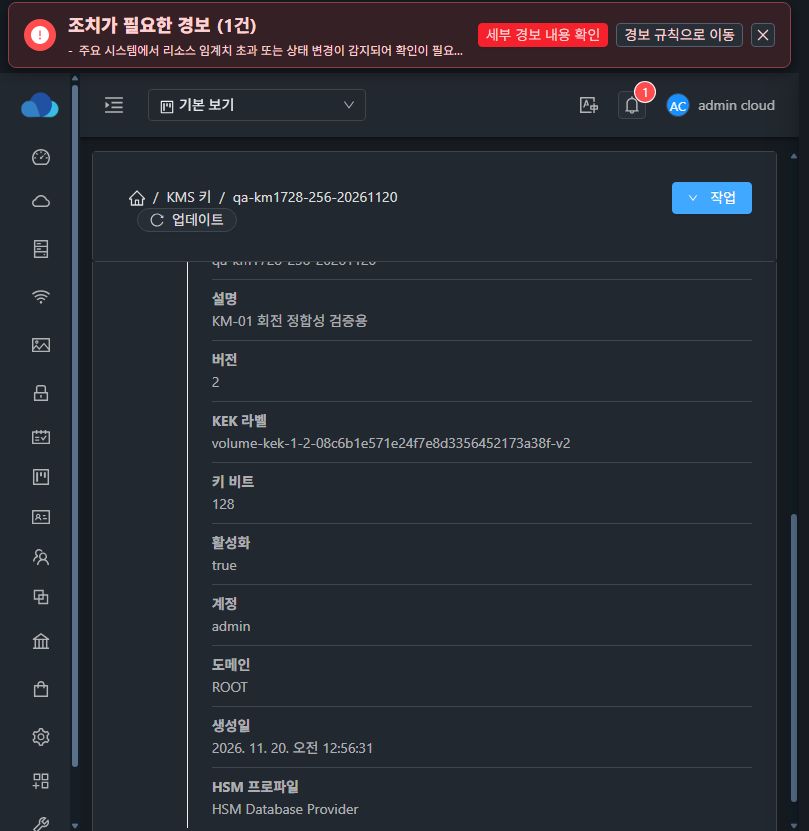 조치가 필요한 경보 (1건)
- 주요 시스템에서 리소스 임계치 초과 또는 상태 변경이 감지되어 확인이 필요...
세부 경보 내용 확인
경보 규칙으로 이동
기본 보기
1
AC
admin cloud
/ KMS 키 / qa-km1728-256-20261120
업데이트
작업
qa-km1728-256-20261120
설명
KM-01 회전 정합성 검증용
버전
2
KEK 라벨
volume-kek-1-2-08c6b1e571e24f7e8d3356452173a38f-v2
키 비트
128
활성화
true
계정
admin
도메인
ROOT
생성일
2026. 11. 20. 오전 12:56:31
HSM 프로파일
HSM Database Provider